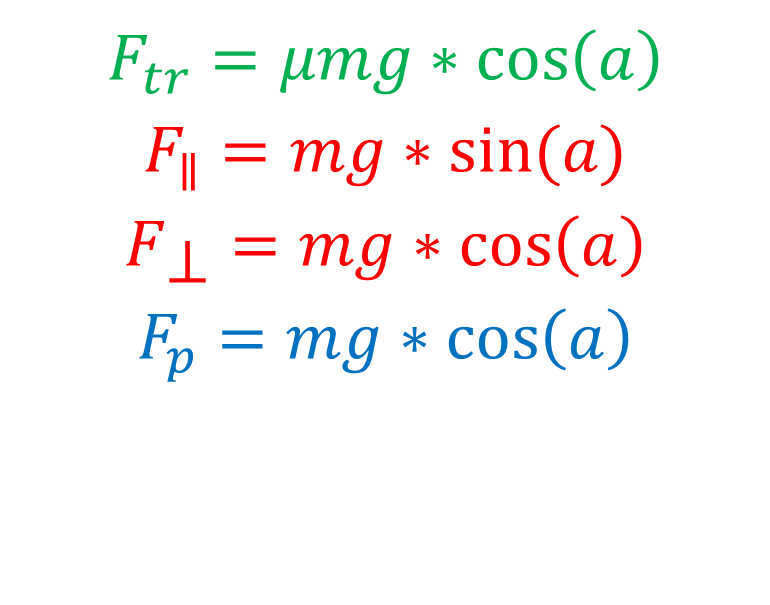 F_tr = μmg * cos(a)
F_∥ = mg * sin(a)
F_⊥ = mg * cos(a)
F_p = mg * cos(a)